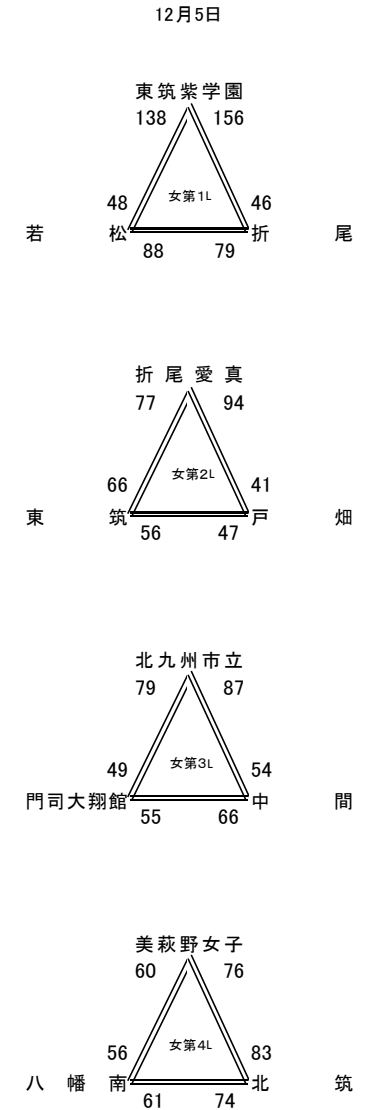 12月5日
東筑紫学園
138 156
48 女第1L 46
若松 折尾
88 79
折尾愛真
77 94
66 女第2L 41
東筑 戸畑
56 47
北九州市立
79 87
49 女第3L 54
門司大翔館 中間
55 66
美萩野女子
60 76
56 女第4L 83
八幡南 北筑
61 74